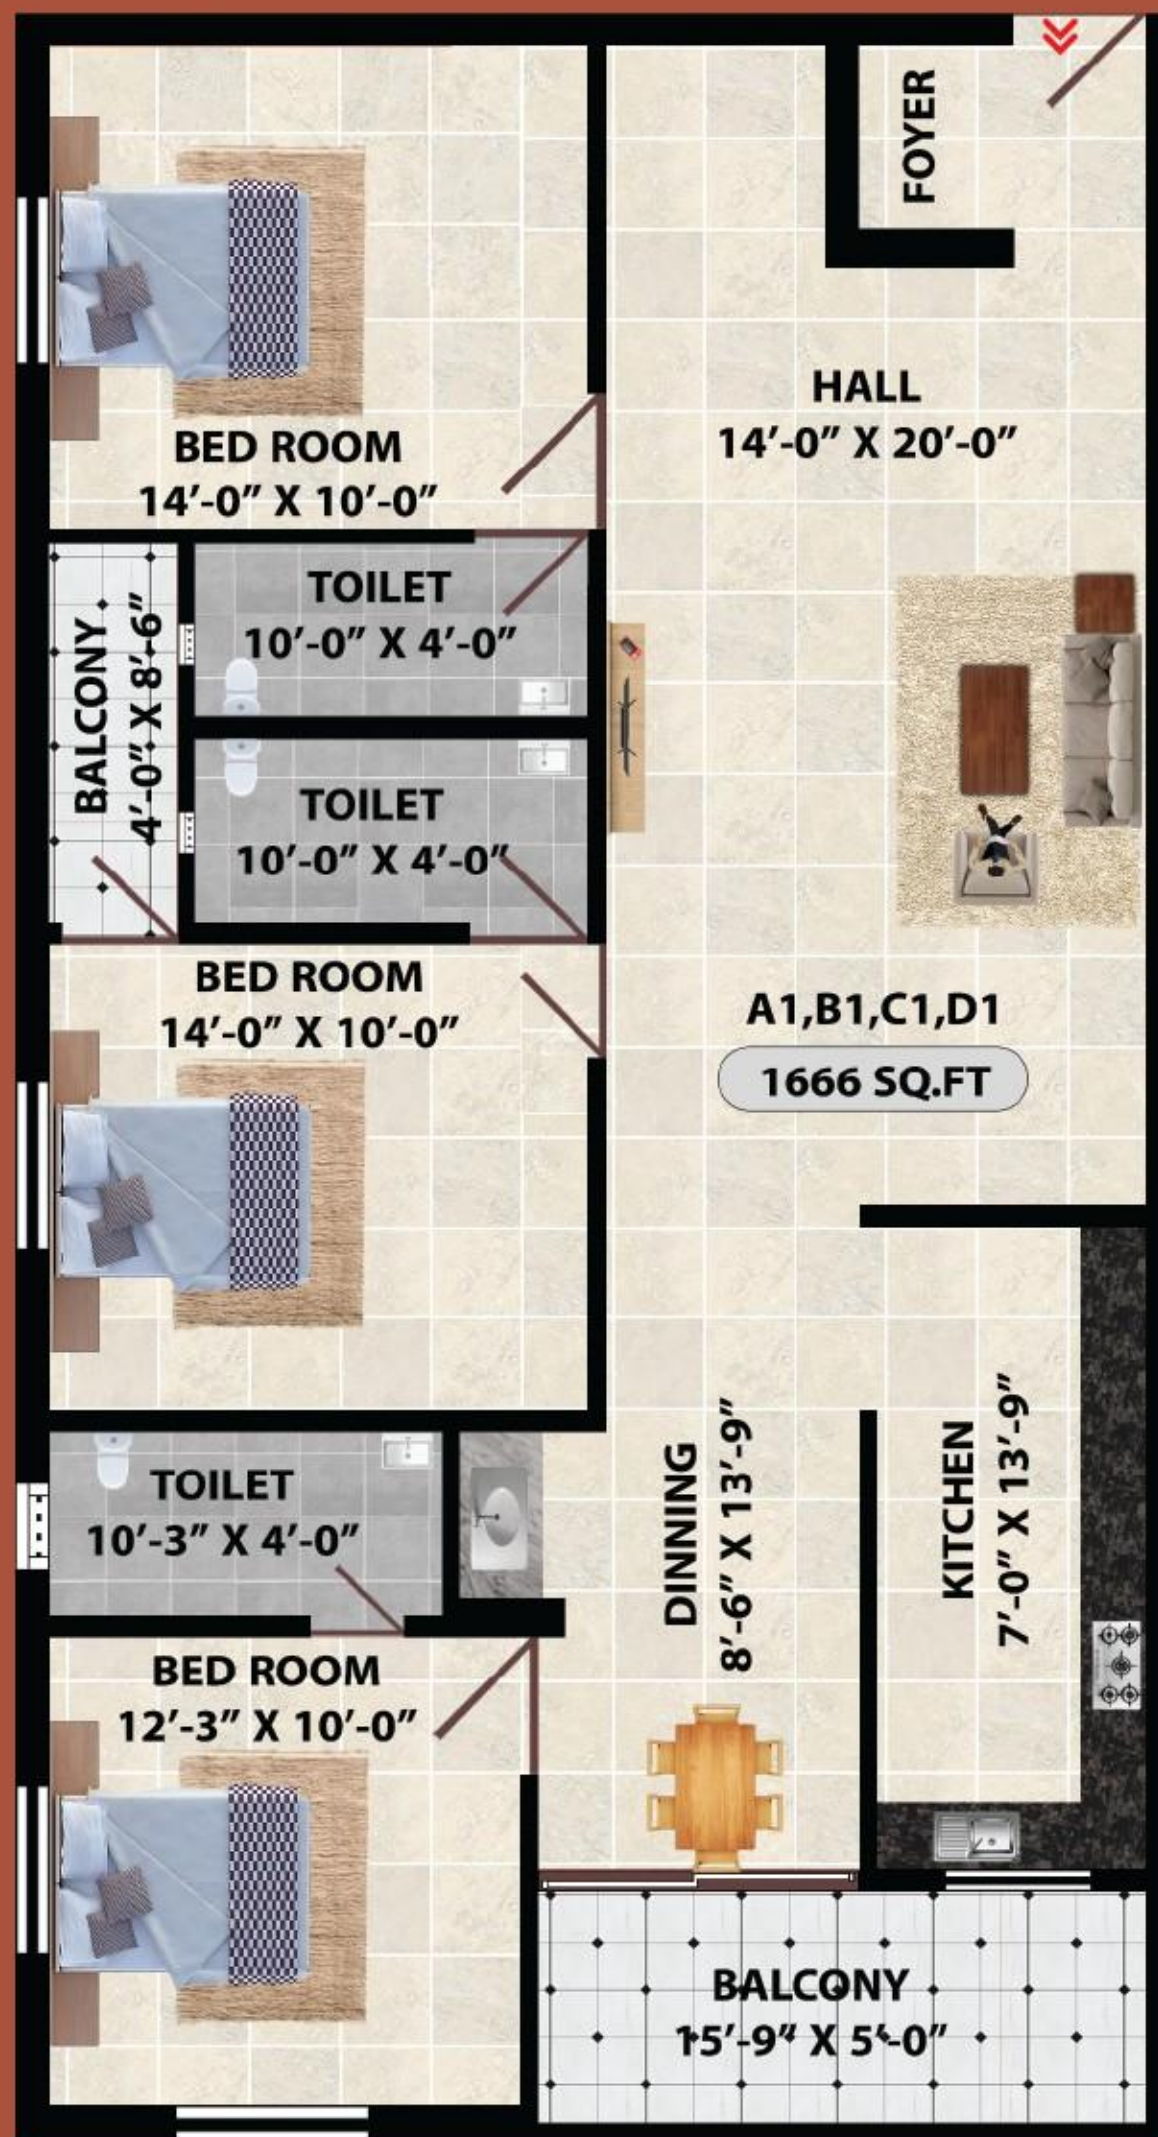 FOYER
HALL
14’-0” X 20’-0”
BED ROOM
14’-0” X 10’-0”
TOILET
10’-0” X 4’-0”
BALCONY
4’-0” X 8’-6”
TOILET
10’-0” X 4’-0”
BED ROOM
14’-0” X 10’-0”
A1,B1,C1,D1
1666 SQ.FT
DINNING
8’-6” X 13’-9”
KITCHEN
7’-0” X 13’-9”
TOILET
10’-3” X 4’-0”
BED ROOM
12’-3” X 10’-0”
BALCONY
15’-9” X 5’-0”